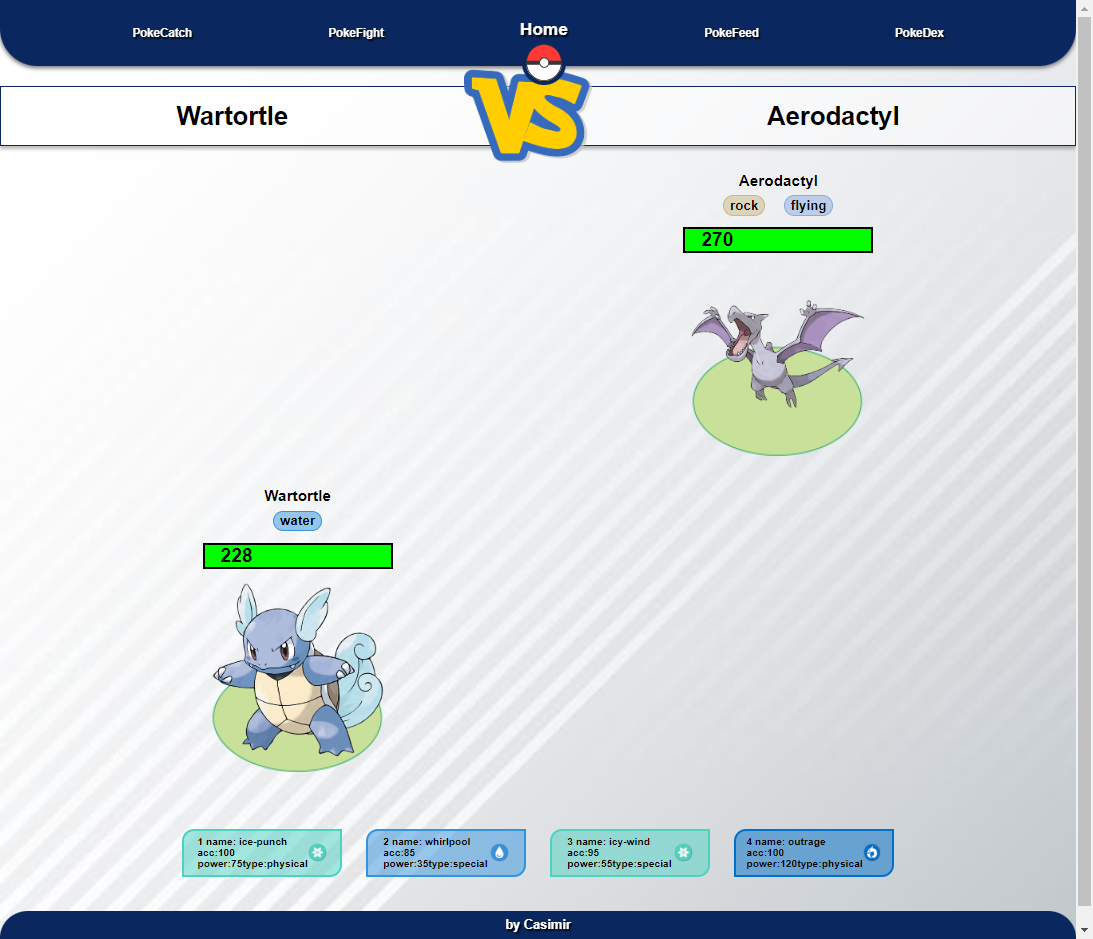 PokeCatch
PokeFight
Home
PokeFeed
PokeDex
Wartortle
VS
Aerodactyl
Aerodactyl
rock
flying
270
Wartortle
water
228
1 name: ice-punch
acc:100
power:75type:physical
2 name: whirlpool
acc:85
power:35type:special
3 name: icy-wind
acc:95
power:55type:special
4 name: outrage
acc:100
power:120type:physical
by Casimir